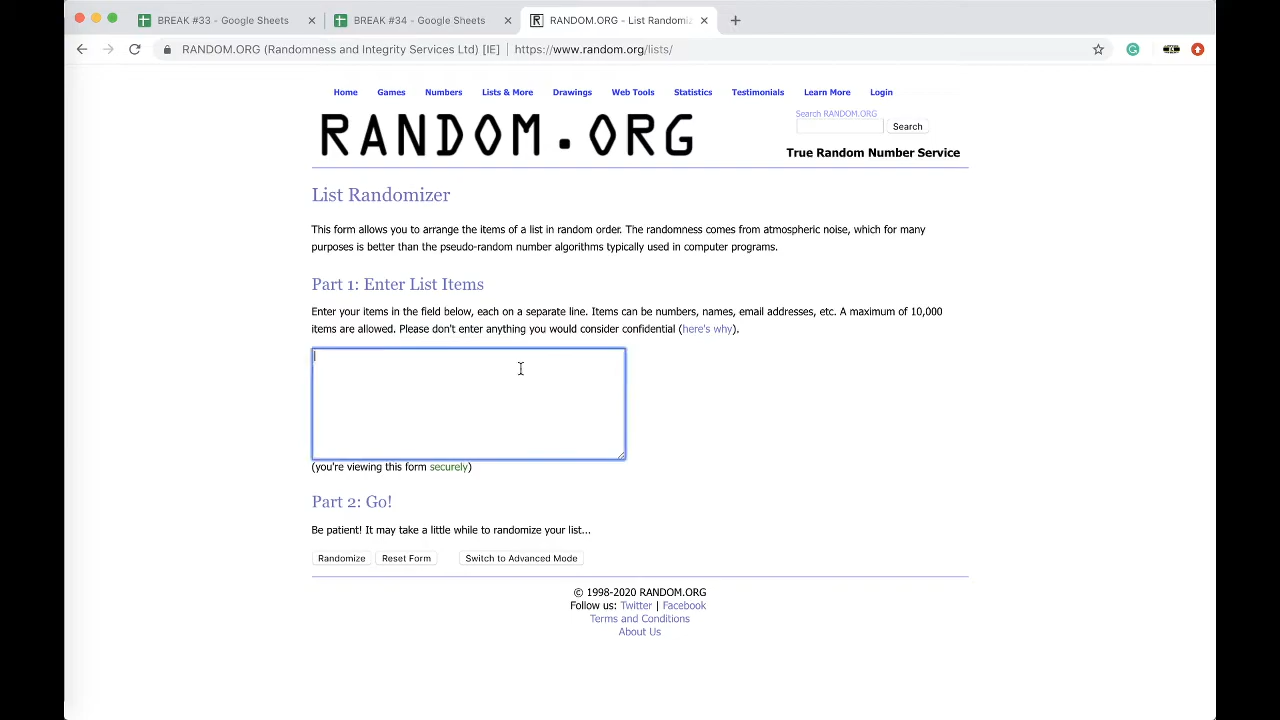 BREAK #33 - Google Sheets
BREAK #34 - Google Sheets
RANDOM.ORG - List Randomiz
RANDOM.ORG (Randomness and Integrity Services Ltd) [IE] | https://www.random.org/lists/
Home Games Numbers Lists & More Drawings Web Tools Statistics Testimonials Learn More Login
RANDOM.ORG
Search RANDOM.ORG
Search
True Random Number Service
List Randomizer
This form allows you to arrange the items of a list in random order. The randomness comes from atmospheric noise, which for many
purposes is better than the pseudo-random number algorithms typically used in computer programs.
Part 1: Enter List Items
Enter your items in the field below, each on a separate line. Items can be numbers, names, email addresses, etc. A maximum of 10,000
items are allowed. Please don't enter anything you would consider confidential (here's why).
(you're viewing this form securely)
Part 2: Go!
Be patient! It may take a little while to randomize your list...
Randomize Reset Form Switch to Advanced Mode
© 1998-2020 RANDOM.ORG
Follow us: Twitter | Facebook
Terms and Conditions
About Us